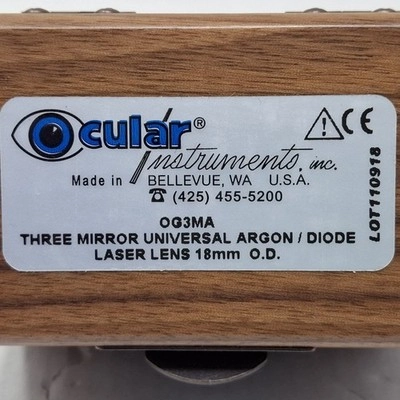 Ocular®
Instruments, inc.
Made in BELLEVUE, WA U.S.A.
☎ (425) 455-5200
OG3MA
THREE MIRROR UNIVERSAL ARGON / DIODE
LASER LENS 18mm O.D.
⚠ CE
LOT110918